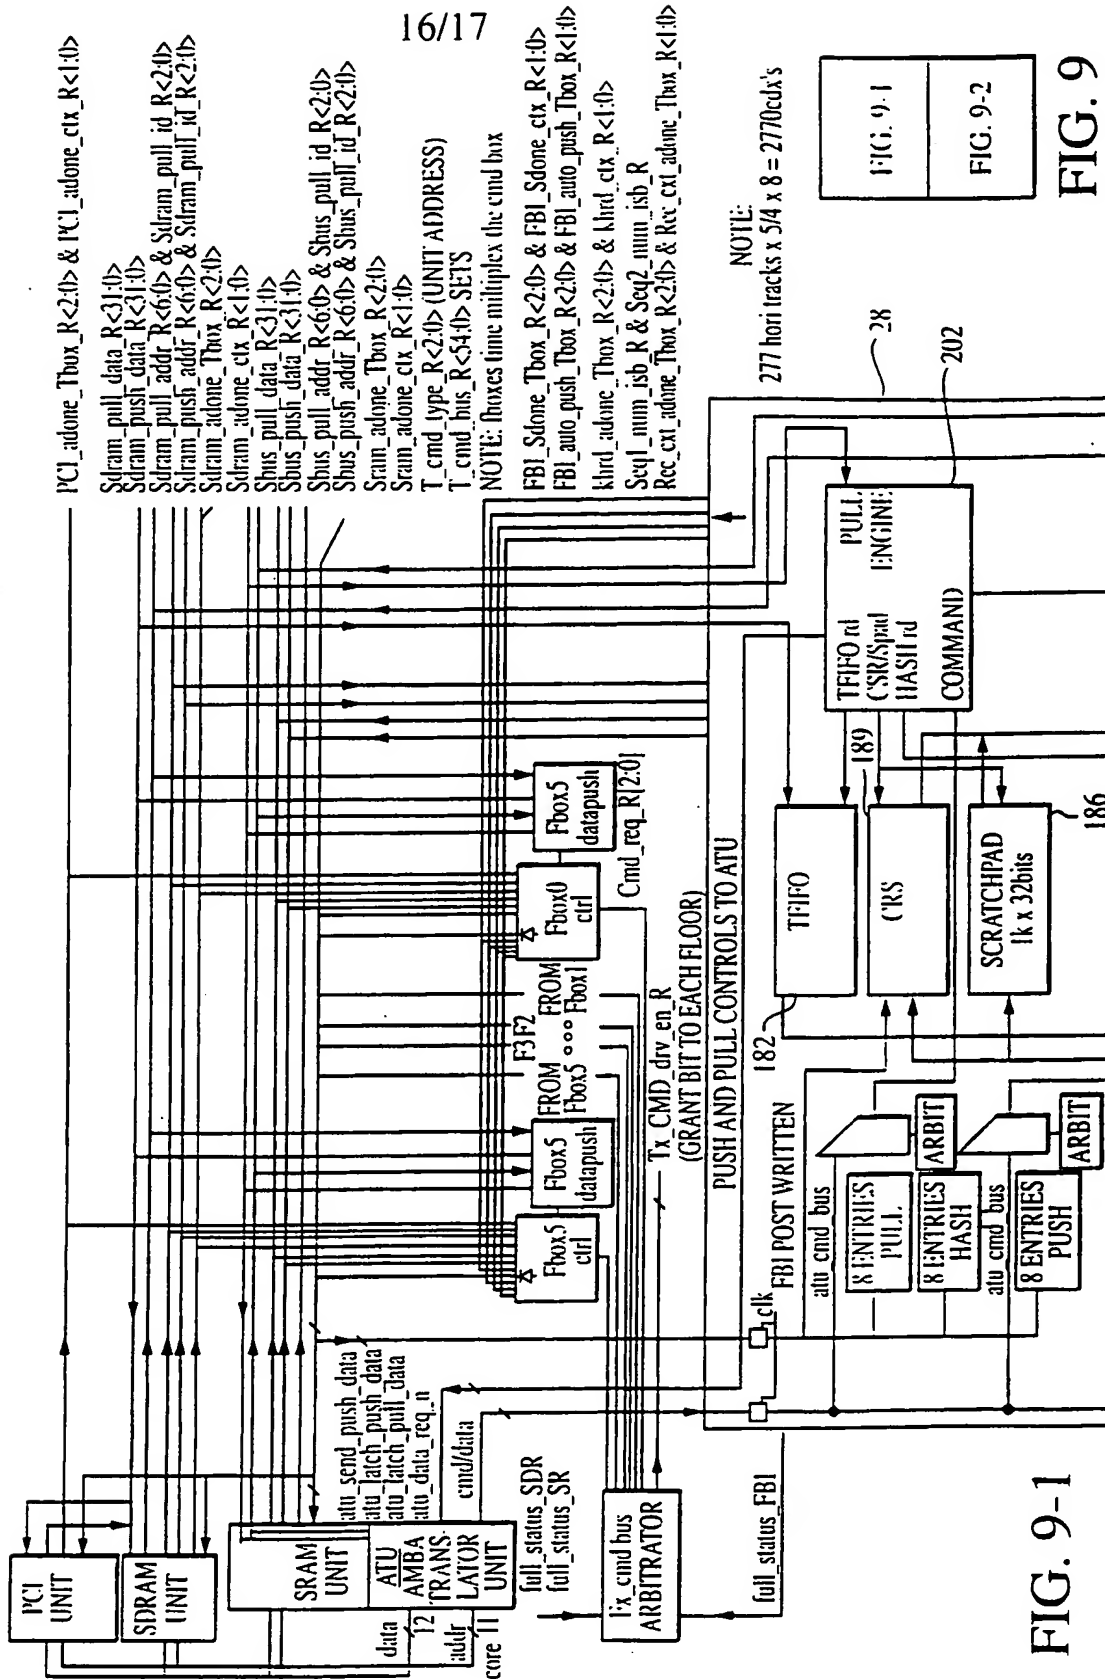 16/17
PCI_adone_Tbox_R<2:0> & PCI_adone_ctx_R<1:0>
Sdram_pull_data_R<31:0>
Sdram_push_data_R<31:0>
Sdram_pull_addr_R<6:0> & Sdram_pull_id_R<2:0>
Sdram_push_addr_R<6:0> & Sdram_pull_id_R<2:0>
Sdram_adone_Tbox_R<2:0>
Sdram_adone_ctx_R<1:0>
Sbus_pull_data_R<31:0>
Sbus_push_data_R<31:0>
Sbus_pull_addr_R<6:0> & Sbus_pull_id_R<2:0>
Sbus_push_addr_R<6:0> & Sbus_pull_id_R<2:0>
Sram_adone_Tbox_R<2:0>
Sram_adone_ctx_R<1:0>
T_cmd_type_R<2:0> (UNIT ADDRESS)
T_cmd_bus_R<54:0> SETS
NOTE: fboxes time multiplex the cmd box
FBI_Sdone_Tbox_R<2:0> & FBI_Sdone_ctx_R<1:0>
FBI_auto_push_Tbox_R<2:0> & FBI_auto_push_Tbox_R<1:0>
khrd_adone_Tbox_R<2:0> & khrd_ctx_R<1:0>
Seq1_num_isb_R & Seq2_num_isb_R
Rec_cxt_adone_Tbox_R<2:0> & Rec_cxt_adone_Tbox_R<1:0>
NOTE:
277 hori tracks x 5/4 x 8 = 2770cdx's
PCI
UNIT
SDRAM
UNIT
SRAM
UNIT
ATU
AMBA
TRANS-
LATOR
UNIT
data
12
addr
core 11
atu_send_push_data
atu_latch_push_data
atu_latch_pull_data
atu_data_req_n
cmd/data
full_status_SDR
full_status_SR
cmd bus
ARBITRATOR
full_status_FBI
Fbox5
ctrl
Fbox5
datapush
FROM
Fbox5
F3
F2
FROM
Fbox1
Fbox0
ctrl
Fbox5
datapush
Cmd_req_R[2:0]
Tx_CMD_drv_en_R
(GRANT BIT TO EACH FLOOR)
PUSH AND PULL CONTROLS TO ATU
28
202
clk
FBI POST WRITTEN
atu cmd bus
8 ENTRIES
PULL
ARBIT
8 ENTRIES
HASH
atu cmd bus
8 ENTRIES
PUSH
ARBIT
182
TFIFO
189
CRS
SCRATCHPAD
1k x 32bits
186
TFIFO rd
CSR/Spad
HASH rd
PULL
ENGINE
COMMAND
FIG. 9-1
FIG. 9-1
FIG. 9-2
FIG. 9